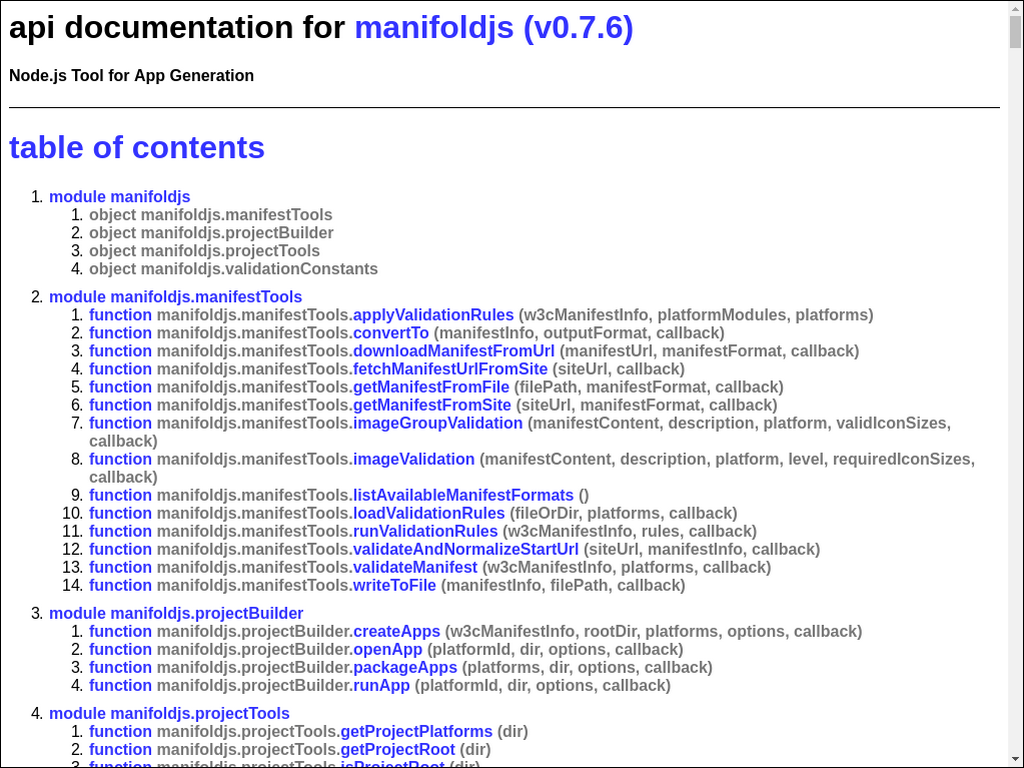 api documentation for manifoldjs (v0.7.6)
Node.js Tool for App Generation
table of contents
1. module manifoldjs
1. object manifoldjs.manifestTools
2. object manifoldjs.projectBuilder
3. object manifoldjs.projectTools
4. object manifoldjs.validationConstants
2. module manifoldjs.manifestTools
1. function manifoldjs.manifestTools.applyValidationRules (w3cManifestInfo, platformModules, platforms)
2. function manifoldjs.manifestTools.convertTo (manifestInfo, outputFormat, callback)
3. function manifoldjs.manifestTools.downloadManifestFromUrl (manifestUrl, manifestFormat, callback)
4. function manifoldjs.manifestTools.fetchManifestUrlFromSite (siteUrl, callback)
5. function manifoldjs.manifestTools.getManifestFromFile (filePath, manifestFormat, callback)
6. function manifoldjs.manifestTools.getManifestFromSite (siteUrl, manifestFormat, callback)
7. function manifoldjs.manifestTools.imageGroupValidation (manifestContent, description, platform, validIconSizes,
callback)
8. function manifoldjs.manifestTools.imageValidation (manifestContent, description, platform, level, requiredIconSizes,
callback)
9. function manifoldjs.manifestTools.listAvailableManifestFormats ()
10. function manifoldjs.manifestTools.loadValidationRules (fileOrDir, platforms, callback)
11. function manifoldjs.manifestTools.runValidationRules (w3cManifestInfo, rules, callback)
12. function manifoldjs.manifestTools.validateAndNormalizeStartUrl (siteUrl, manifestInfo, callback)
13. function manifoldjs.manifestTools.validateManifest (w3cManifestInfo, platforms, callback)
14. function manifoldjs.manifestTools.writeToFile (manifestInfo, filePath, callback)
3. module manifoldjs.projectBuilder
1. function manifoldjs.projectBuilder.createApps (w3cManifestInfo, rootDir, platforms, options, callback)
2. function manifoldjs.projectBuilder.openApp (platformId, dir, options, callback)
3. function manifoldjs.projectBuilder.packageApps (platforms, dir, options, callback)
4. function manifoldjs.projectBuilder.runApp (platformId, dir, options, callback)
4. module manifoldjs.projectTools
1. function manifoldjs.projectTools.getProjectPlatforms (dir)
2. function manifoldjs.projectTools.getProjectRoot (dir)
3. function manifoldjs.projectTools.isProjectRoot (dir)